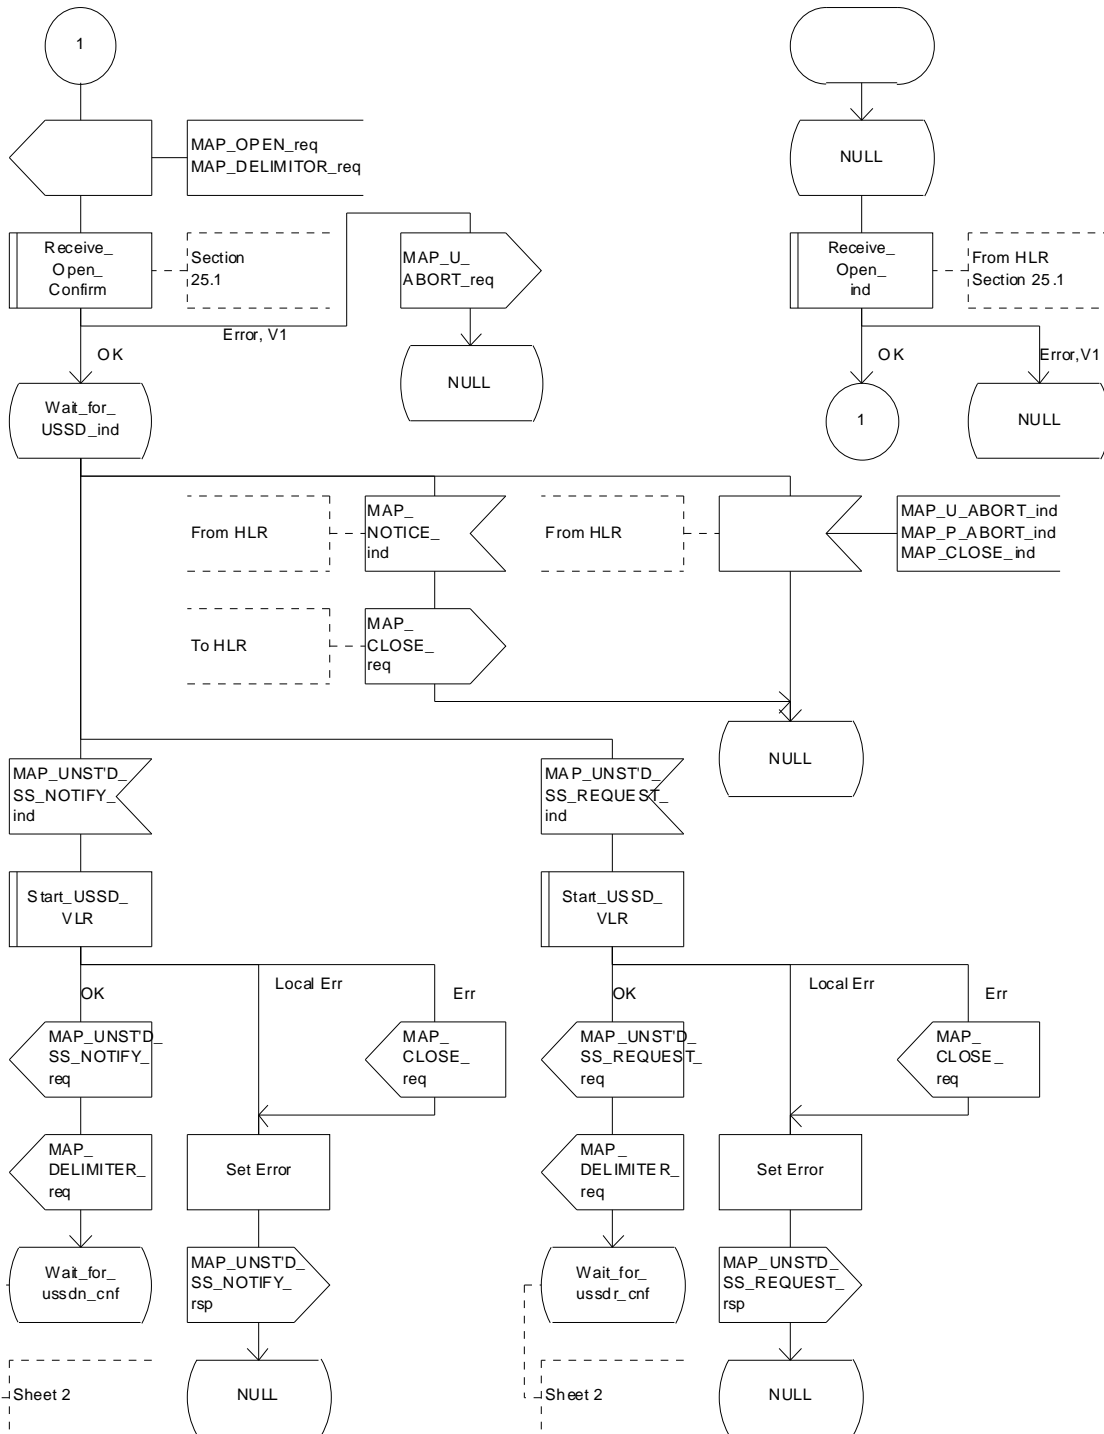 1
MAP_OPEN_req
MAP_DELIMITOR_req
NULL
Receive_
Open_
Confirm
Section
25.1
MAP_U_
ABORT_req
Receive_
Open_
ind
From HLR
Section 25.1
Error, V1
OK
NULL
OK
Error,V1
Wait_for_
USSD_ind
1
NULL
From HLR
MAP_
NOTICE_
ind
From HLR
MAP_U_ABORT_ind
MAP_P_ABORT_ind
MAP_CLOSE_ind
To HLR
MAP_
CLOSE_
req
NULL
MAP_UNST'D_
SS_NOTIFY_
ind
MAP_UNST'D_
SS_REQUEST_
ind
Start_USSD_
VLR
Start_USSD_
VLR
OK
Local Err
Err
OK
Local Err
Err
MAP_UNST'D_
SS_NOTIFY_
req
MAP_
CLOSE_
req
MAP_UNST'D_
SS_REQUEST_
req
MAP_
CLOSE_
req
MAP_
DELIMITER_
req
Set Error
MAP_
DELIMITER_
req
Set Error
Wait_for_
ussdn_cnf
MAP_UNST'D_
SS_NOTIFY_
rsp
Wait_for_
ussdr_cnf
MAP_UNST'D_
SS_REQUEST_
rsp
Sheet 2
NULL
Sheet 2
NULL